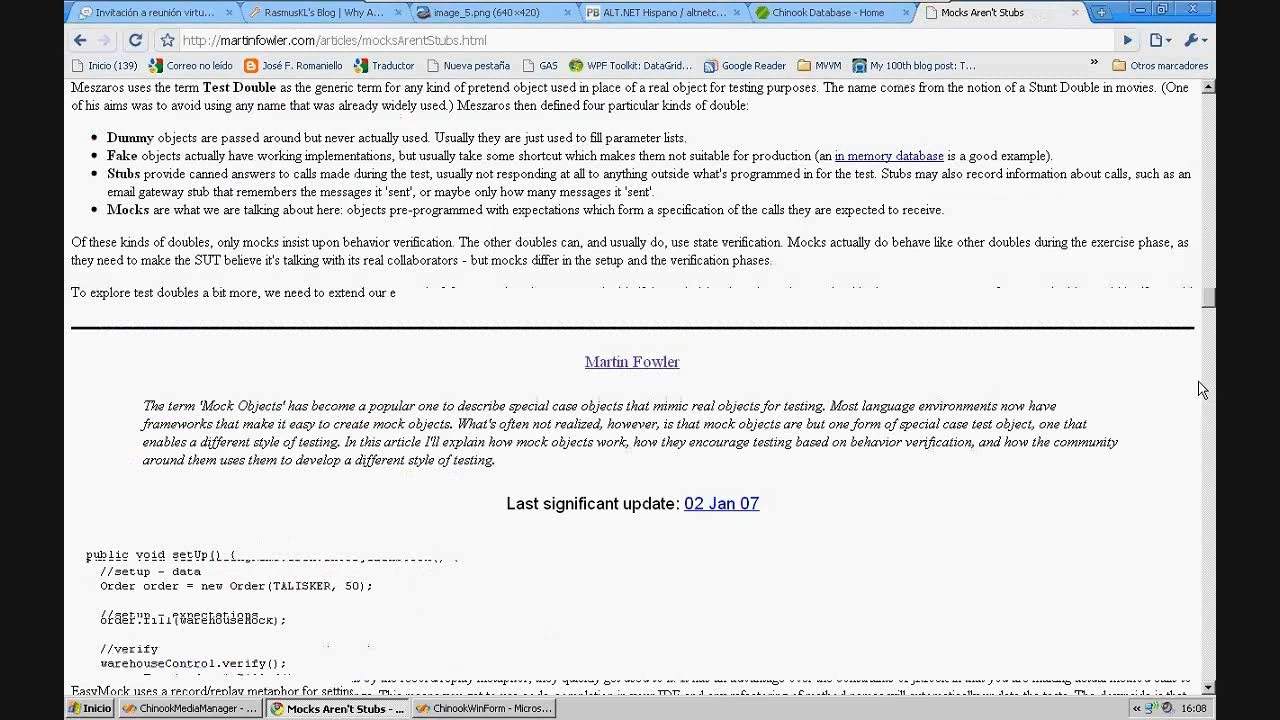 Invitación a reunión virtu...
RasmusKL's Blog | Why A...
image_5.png (640×420)
ALT.NET Hispano / altnetc...
Chinook Database - Home
Mocks Aren't Stubs
http://martinfowler.com/articles/mocksArentStubs.html
Inicio (139)
Correo no leído
José F. Romaniello
Traductor
Nueva pestaña
GAS
WPF Toolkit: DataGrid...
Google Reader
MVVM
My 100th blog post: T...
»
Otros marcadores
Meszaros uses the term Test Double as the generic term for any kind of pretend object used in place of a real object for testing purposes. The name comes from the notion of a Stunt Double in movies. (One
of his aims was to avoid using any name that was already widely used.) Meszaros then defined four particular kinds of double:
• Dummy objects are passed around but never actually used. Usually they are just used to fill parameter lists.
• Fake objects actually have working implementations, but usually take some shortcut which makes them not suitable for production (an in memory database is a good example).
• Stubs provide canned answers to calls made during the test, usually not responding at all to anything outside what's programmed in for the test. Stubs may also record information about calls, such as an
email gateway stub that remembers the messages it 'sent', or maybe only how many messages it 'sent'.
• Mocks are what we are talking about here: objects pre-programmed with expectations which form a specification of the calls they are expected to receive.
Of these kinds of doubles, only mocks insist upon behavior verification. The other doubles can, and usually do, use state verification. Mocks actually do behave like other doubles during the exercise phase, as
they need to make the SUT believe it's talking with its real collaborators - but mocks differ in the setup and the verification phases.
To explore test doubles a bit more, we need to extend our e
Martin Fowler
The term 'Mock Objects' has become a popular one to describe special case objects that mimic real objects for testing. Most language environments now have
frameworks that make it easy to create mock objects. What's often not realized, however, is that mock objects are but one form of special case test object, one that
enables a different style of testing. In this article I'll explain how mock objects work, how they encourage testing based on behavior verification, and how the community
around them uses them to develop a different style of testing.
Last significant update: 02 Jan 07
public void setUp() {
//setup - data
Order order = new Order(TALISKER, 50);
//setup - expectations
order.fill(warehouseMock);
//verify
warehouseControl.verify();
EasyMock uses a record/replay metaphor for setting
Inicio
ChinookMediaManager - ...
Mocks Aren't Stubs - ...
ChinookWinForm - Micros...
«
16:08